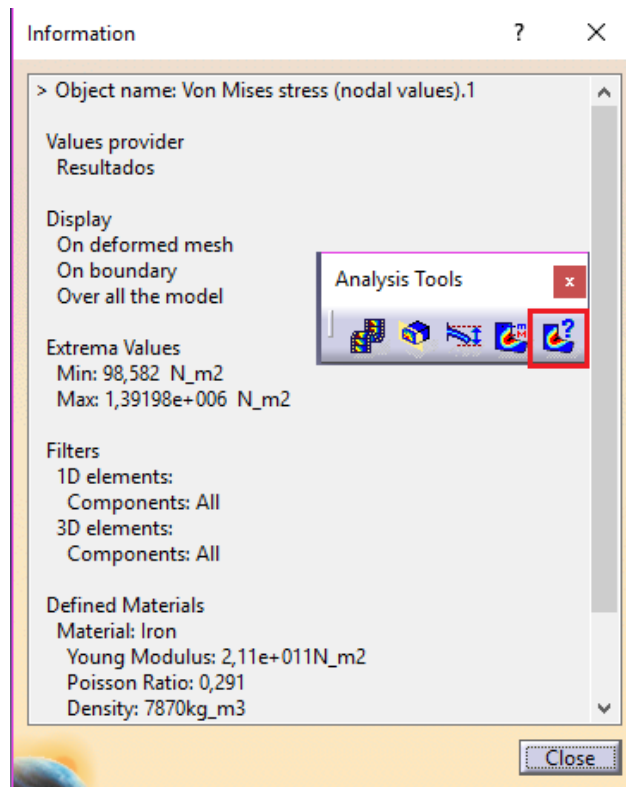 Information
? ×
> Object name: Von Mises stress (nodal values).1
Values provider
Resultados
Display
On deformed mesh
On boundary
Over all the model
Analysis Tools
x
Extrema Values
Min: 98,582 N_m2
Max: 1,39198e+006 N_m2
Filters
1D elements:
Components: All
3D elements:
Components: All
Defined Materials
Material: Iron
Young Modulus: 2,11e+011N_m2
Poisson Ratio: 0,291
Density: 7870kg_m3
Close